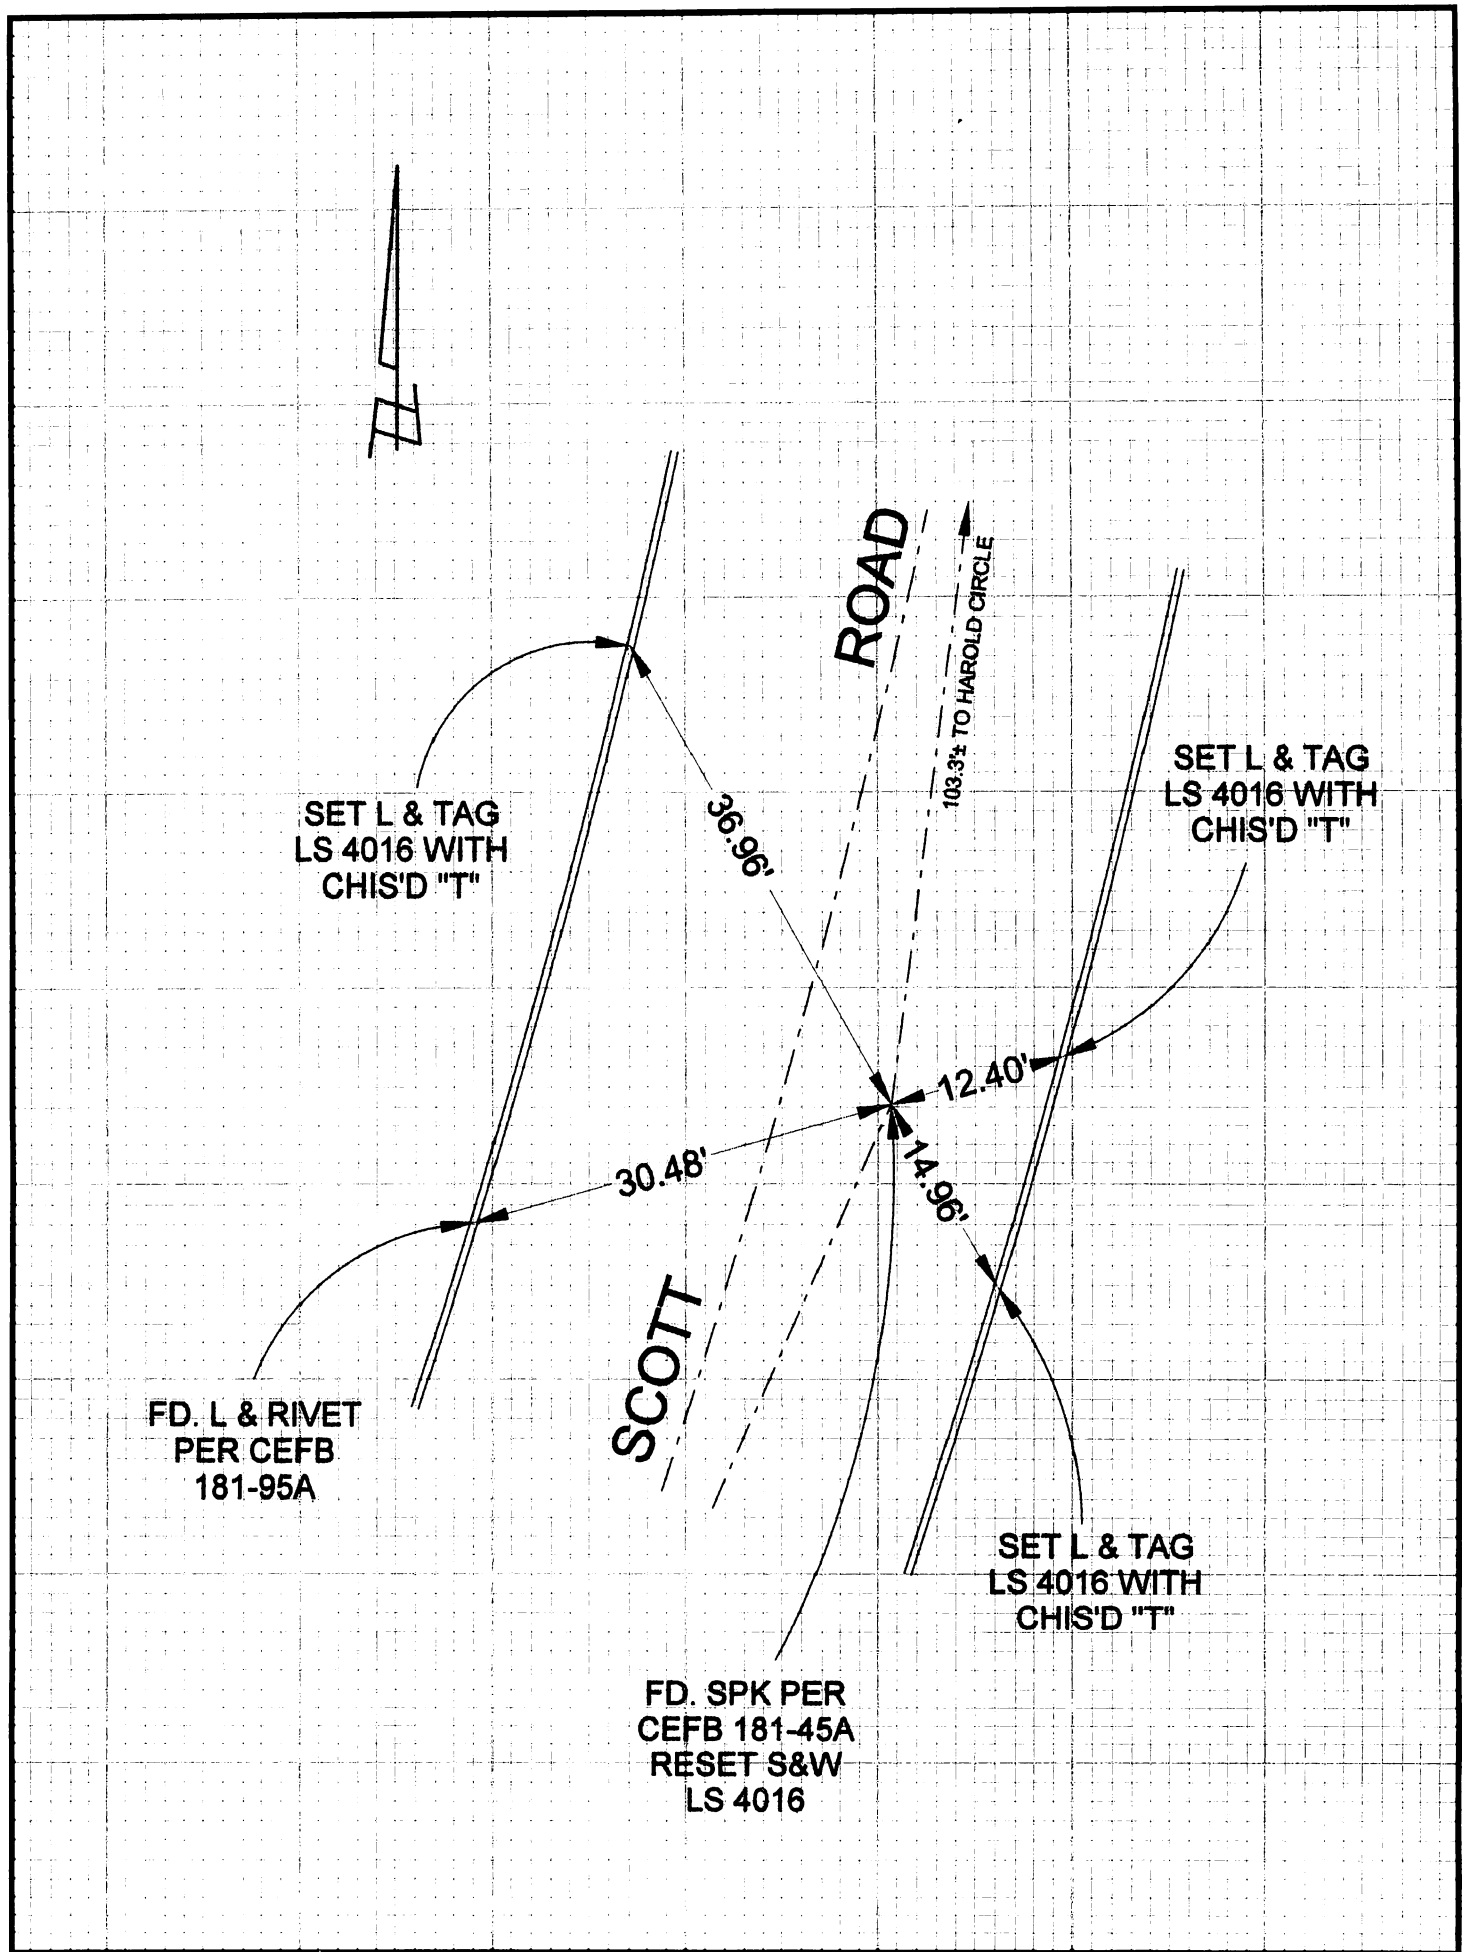 ROAD
103.3'± TO HAROLD CIRCLE
SET L & TAG
LS 4016 WITH
CHIS'D "T"
SET L & TAG
LS 4016 WITH
CHIS'D "T"
36.96'
12.40'
30.48'
14.96'
SCOTT
FD. L & RIVET
PER CEFB
181-95A
SET L & TAG
LS 4016 WITH
CHIS'D "T"
FD. SPK PER
CEFB 181-45A
RESET S&W
LS 4016